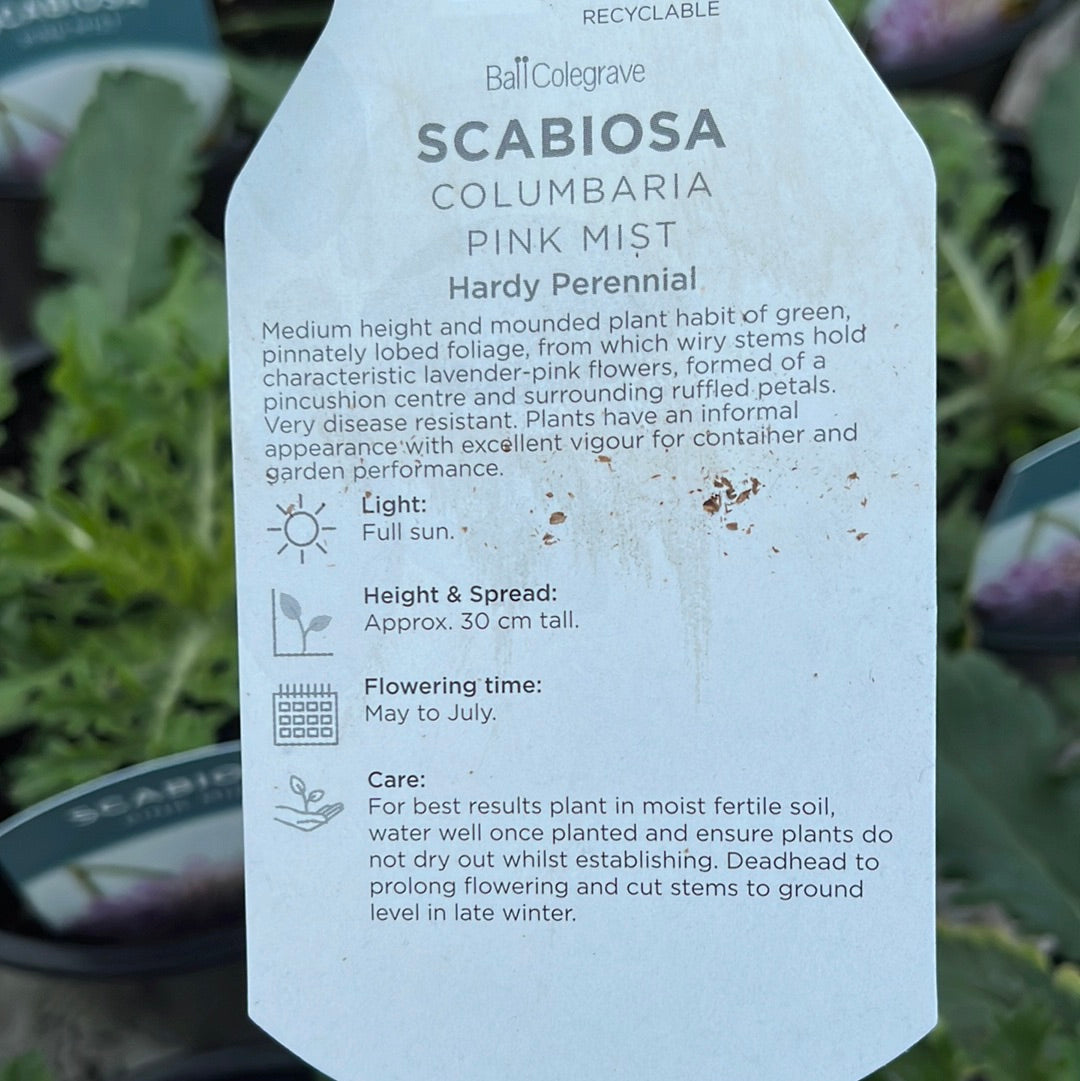 RECYCLABLE
Ball Colegrave
SCABIOSA
COLUMBARIA
PINK MIST
Hardy Perennial
Medium height and mounded plant habit of green,
pinnately lobed foliage, from which wiry stems hold
characteristic lavender-pink flowers, formed of a
pincushion centre and surrounding ruffled petals.
Very disease resistant. Plants have an informal
appearance with excellent vigour for container and
garden performance.
Light:
Full sun.
Height & Spread:
Approx. 30 cm tall.
Flowering time:
May to July.
Care:
For best results plant in moist fertile soil,
water well once planted and ensure plants do
not dry out whilst establishing. Deadhead to
prolong flowering and cut stems to ground
level in late winter.
SCABIOSA